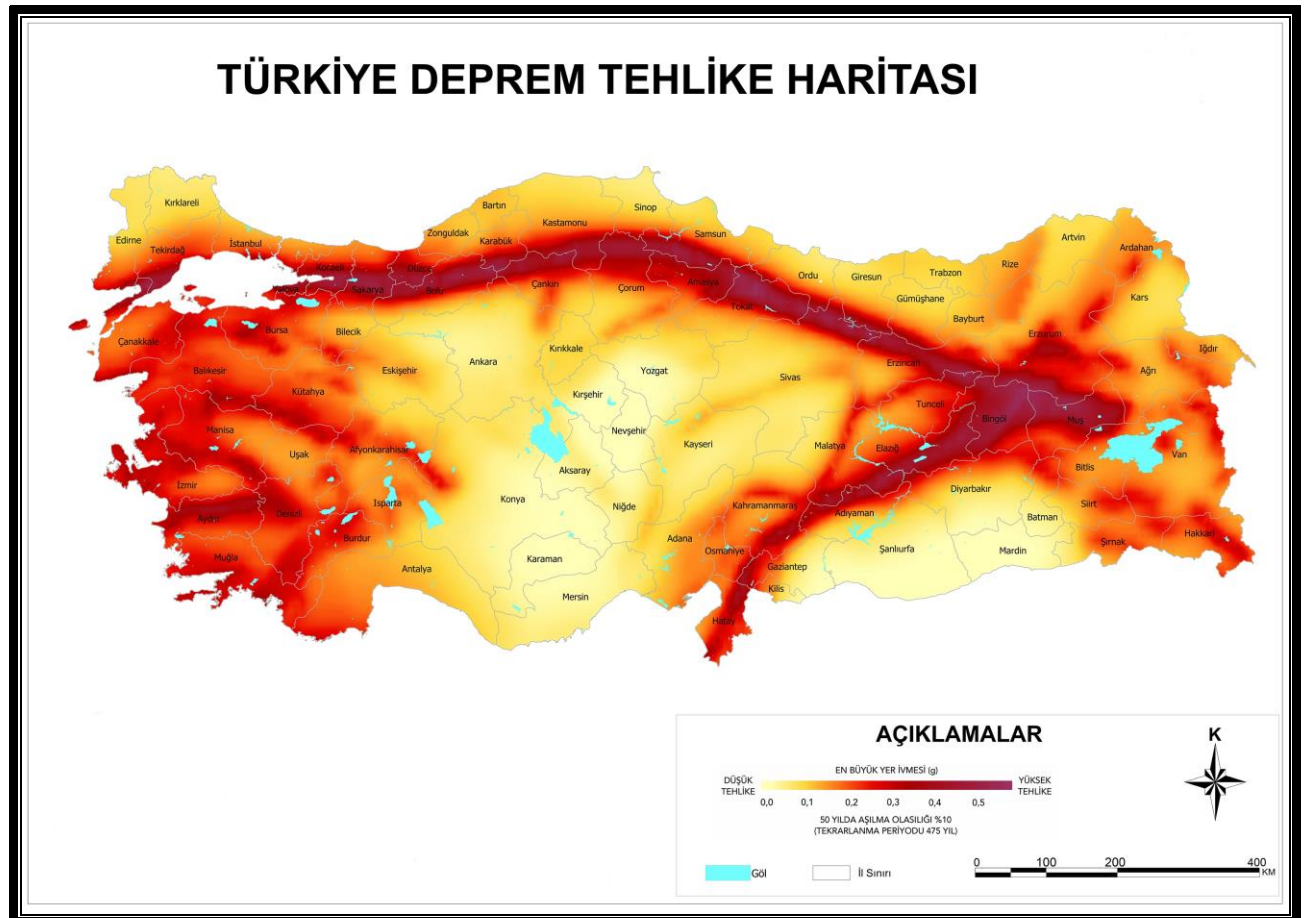 TÜRKİYE DEPREM TEHLİKE HARİTASI
Kırklareli
Edirne
Tekirdağ
İstanbul
Kocaeli
Yalova
Sakarya
Düzce
Bolu
Zonguldak
Bartın
Karabük
Kastamonu
Sinop
Samsun
Çankırı
Çorum
Amasya
Tokat
Ordu
Giresun
Trabzon
Rize
Artvin
Ardahan
Gümüşhane
Bayburt
Kars
Erzurum
Iğdır
Ağrı
Çanakkale
Bursa
Bilecik
Balıkesir
Kütahya
Eskişehir
Ankara
Kırıkkale
Yozgat
Kırşehir
Sivas
Erzincan
Tunceli
Bingöl
Muş
Manisa
Uşak
Afyonkarahisar
Nevşehir
Kayseri
Malatya
Elazığ
Van
Bitlis
İzmir
Aksaray
Aydın
Denizli
Isparta
Konya
Niğde
Kahramanmaraş
Adıyaman
Diyarbakır
Siirt
Batman
Burdur
Muğla
Antalya
Karaman
Adana
Osmaniye
Gaziantep
Şanlıurfa
Mardin
Şırnak
Hakkari
Mersin
Kilis
Hatay
AÇIKLAMALAR
K
EN BÜYÜK YER İVMESİ (g)
DÜŞÜK TEHLİKE
YÜKSEK TEHLİKE
0,0 0,1 0,2 0,3 0,4 0,5
50 YILDA AŞILMA OLASILIĞI %10
(TEKRARLANMA PERİYODU 475 YIL)
Göl
İl Sınırı
0 100 200 400
KM